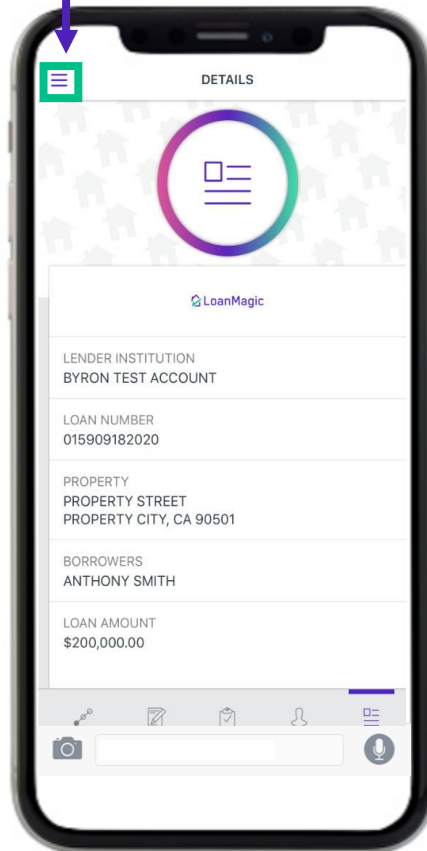 DETAILS
LoanMagic
LENDER INSTITUTION
BYRON TEST ACCOUNT
LOAN NUMBER
015909182020
PROPERTY
PROPERTY STREET
PROPERTY CITY, CA 90501
BORROWERS
ANTHONY SMITH
LOAN AMOUNT
$200,000.00